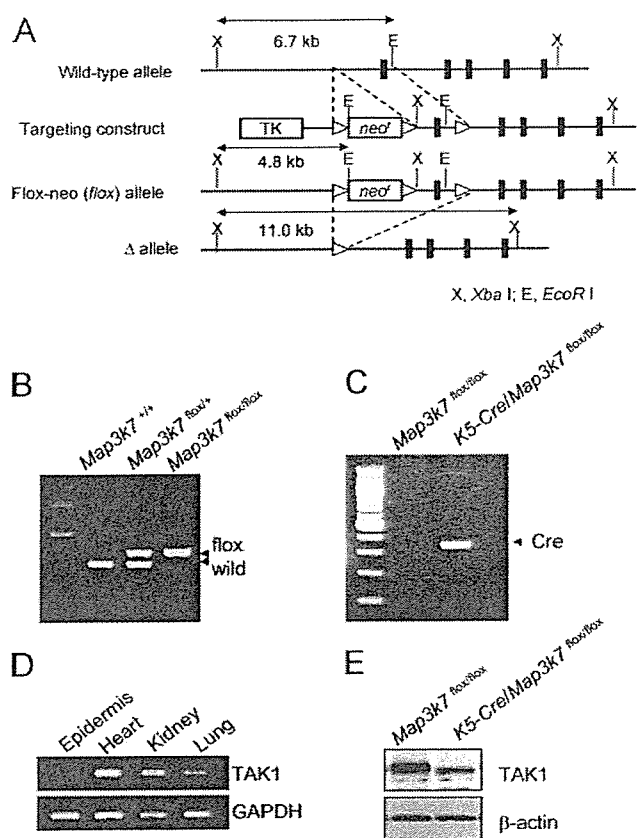 A
X 6.7 kb E X
Wild-type allele
E X E X
Targeting construct TK neoʳ
X 4.8 kb E X E X
Flox-neo (flox) allele neoʳ
X 11.0 kb X
Δ allele
X, Xba I; E, EcoR I
B
Map3k7 +/+
Map3k7 flox/+
Map3k7 flox/flox
flox
wild
C
Map3k7 flox/flox
K5-Cre/Map3k7 flox/flox
Cre
D
Epidermis
Heart
Kidney
Lung
TAK1
GAPDH
E
Map3k7 flox/flox
K5-Cre/Map3k7 flox/flox
TAK1
β-actin